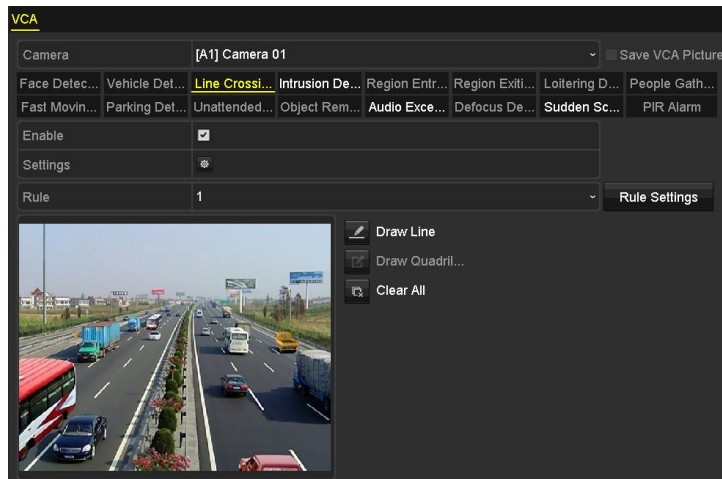 VCA
Camera [A1] Camera 01 Save VCA Picture
Face Detec... Vehicle Det... Line Crossi... Intrusion De... Region Entr... Region Exiti... Loitering D... People Gath...
Fast Movin... Parking Det... Unattended... Object Rem... Audio Exce... Defocus De... Sudden Sc... PIR Alarm
Enable
Settings
Rule 1 Rule Settings
Draw Line
Draw Quadril...
Clear All